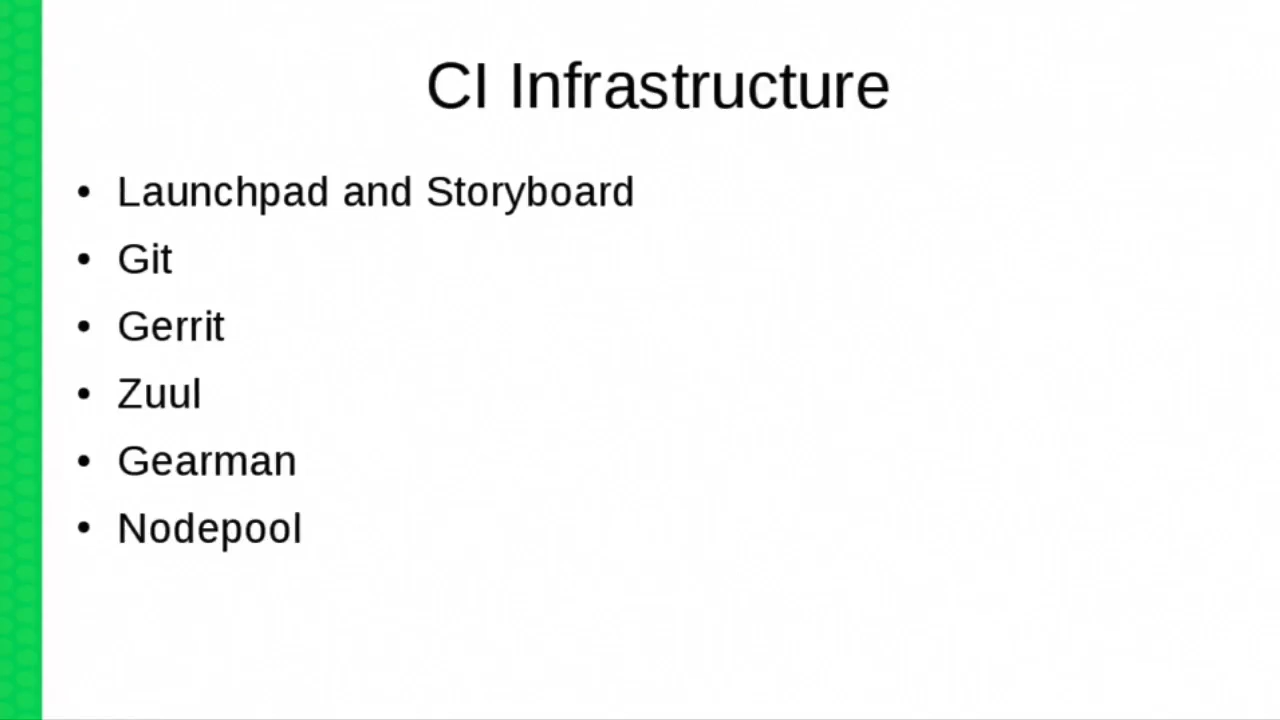 CI Infrastructure
• Launchpad and Storyboard
• Git
• Gerrit
• Zuul
• Gearman
• Nodepool